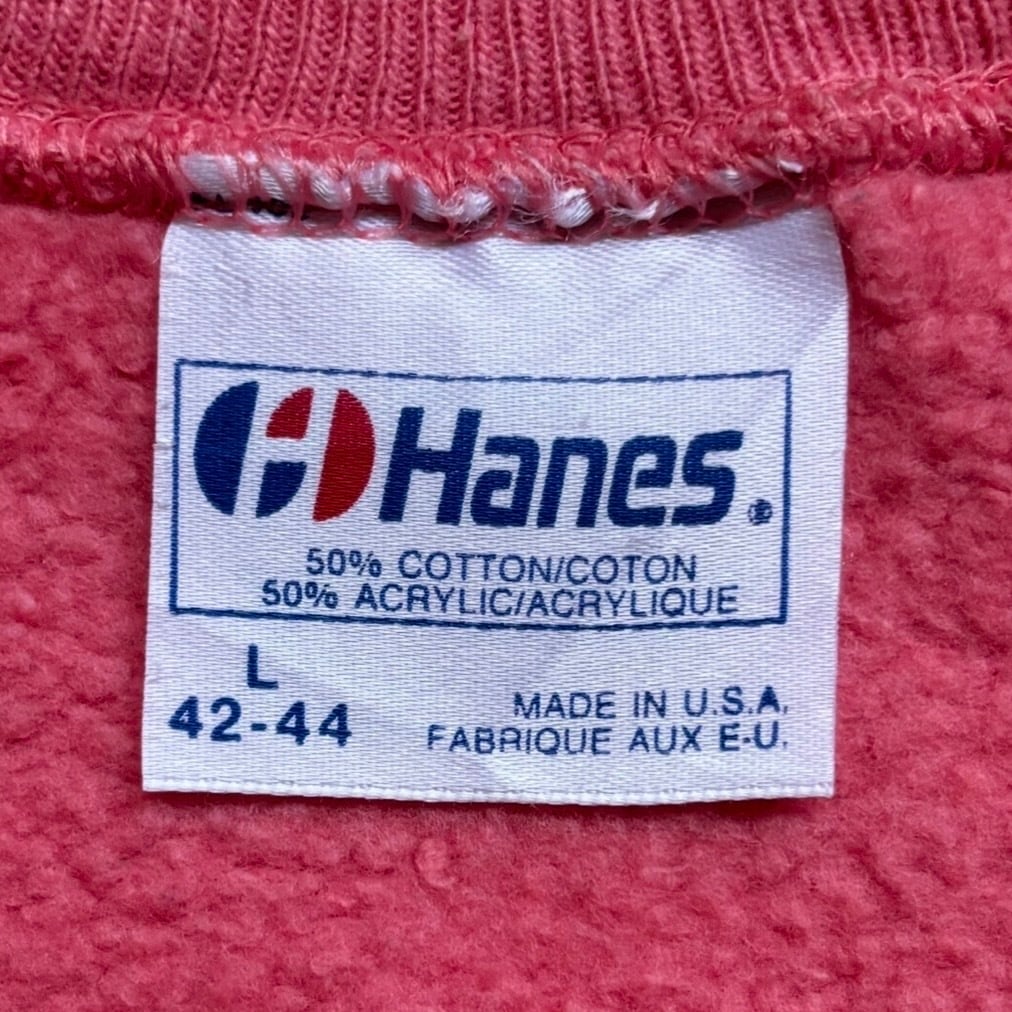 Hanes®
50% COTTON/COTON
50% ACRYLIC/ACRYLIQUE
L
42-44
MADE IN U.S.A.
FABRIQUE AUX E-U.